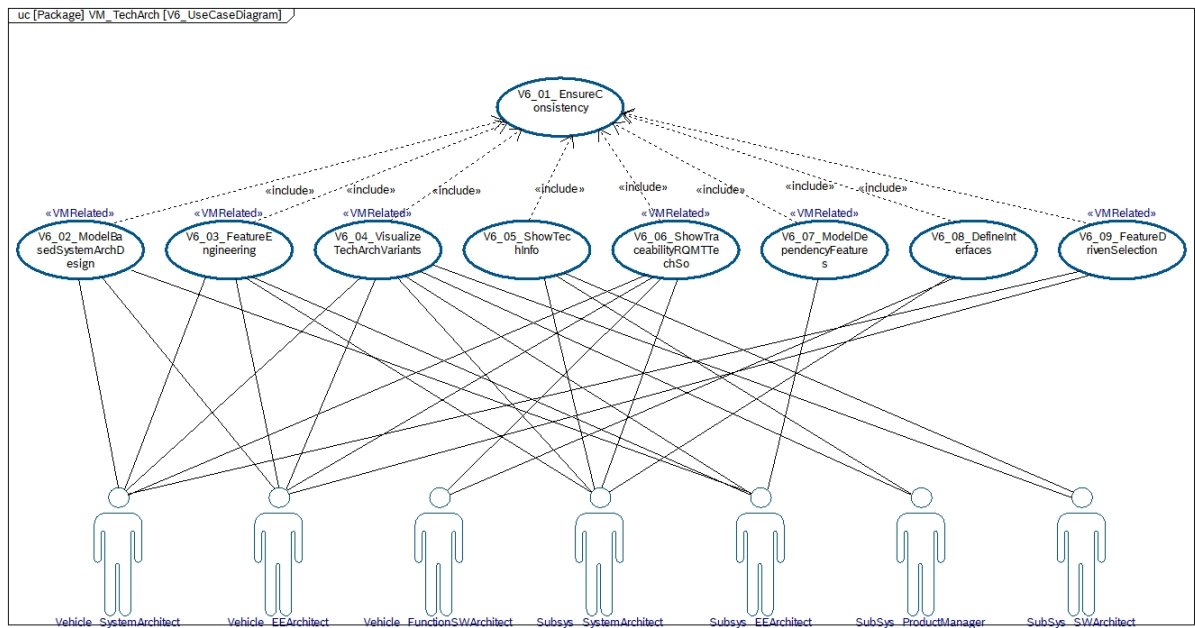 uc [Package] VM_TechArch [V6_UseCaseDiagram]
V6_01_EnsureC
onsistency
«include»
«include»
«include»
«include»
«include»
«include»
«include»
«include»
«VMRelated»
«VMRelated»
«VMRelated»
«VMRelated»
«VMRelated»
«VMRelated»
V6_02_ModelBa
sedSystemArchD
esign
V6_03_FeatureE
ngineering
V6_04_Visualize
TechArchVariants
V6_05_ShowTec
hInfo
V6_06_ShowTra
ceabilityRQMTTe
chSo
V6_07_ModelDe
pendencyFeature
s
V6_08_DefineInt
erfaces
V6_09_FeatureD
rivenSelection
Vehicle_SystemArchitect
Vehicle_EEArchitect
Vehicle_FunctionSWArchitect
Subsys_SystemArchitect
Subsys_EEArchitect
SubSys_ProductManager
SubSys_SWArchitect